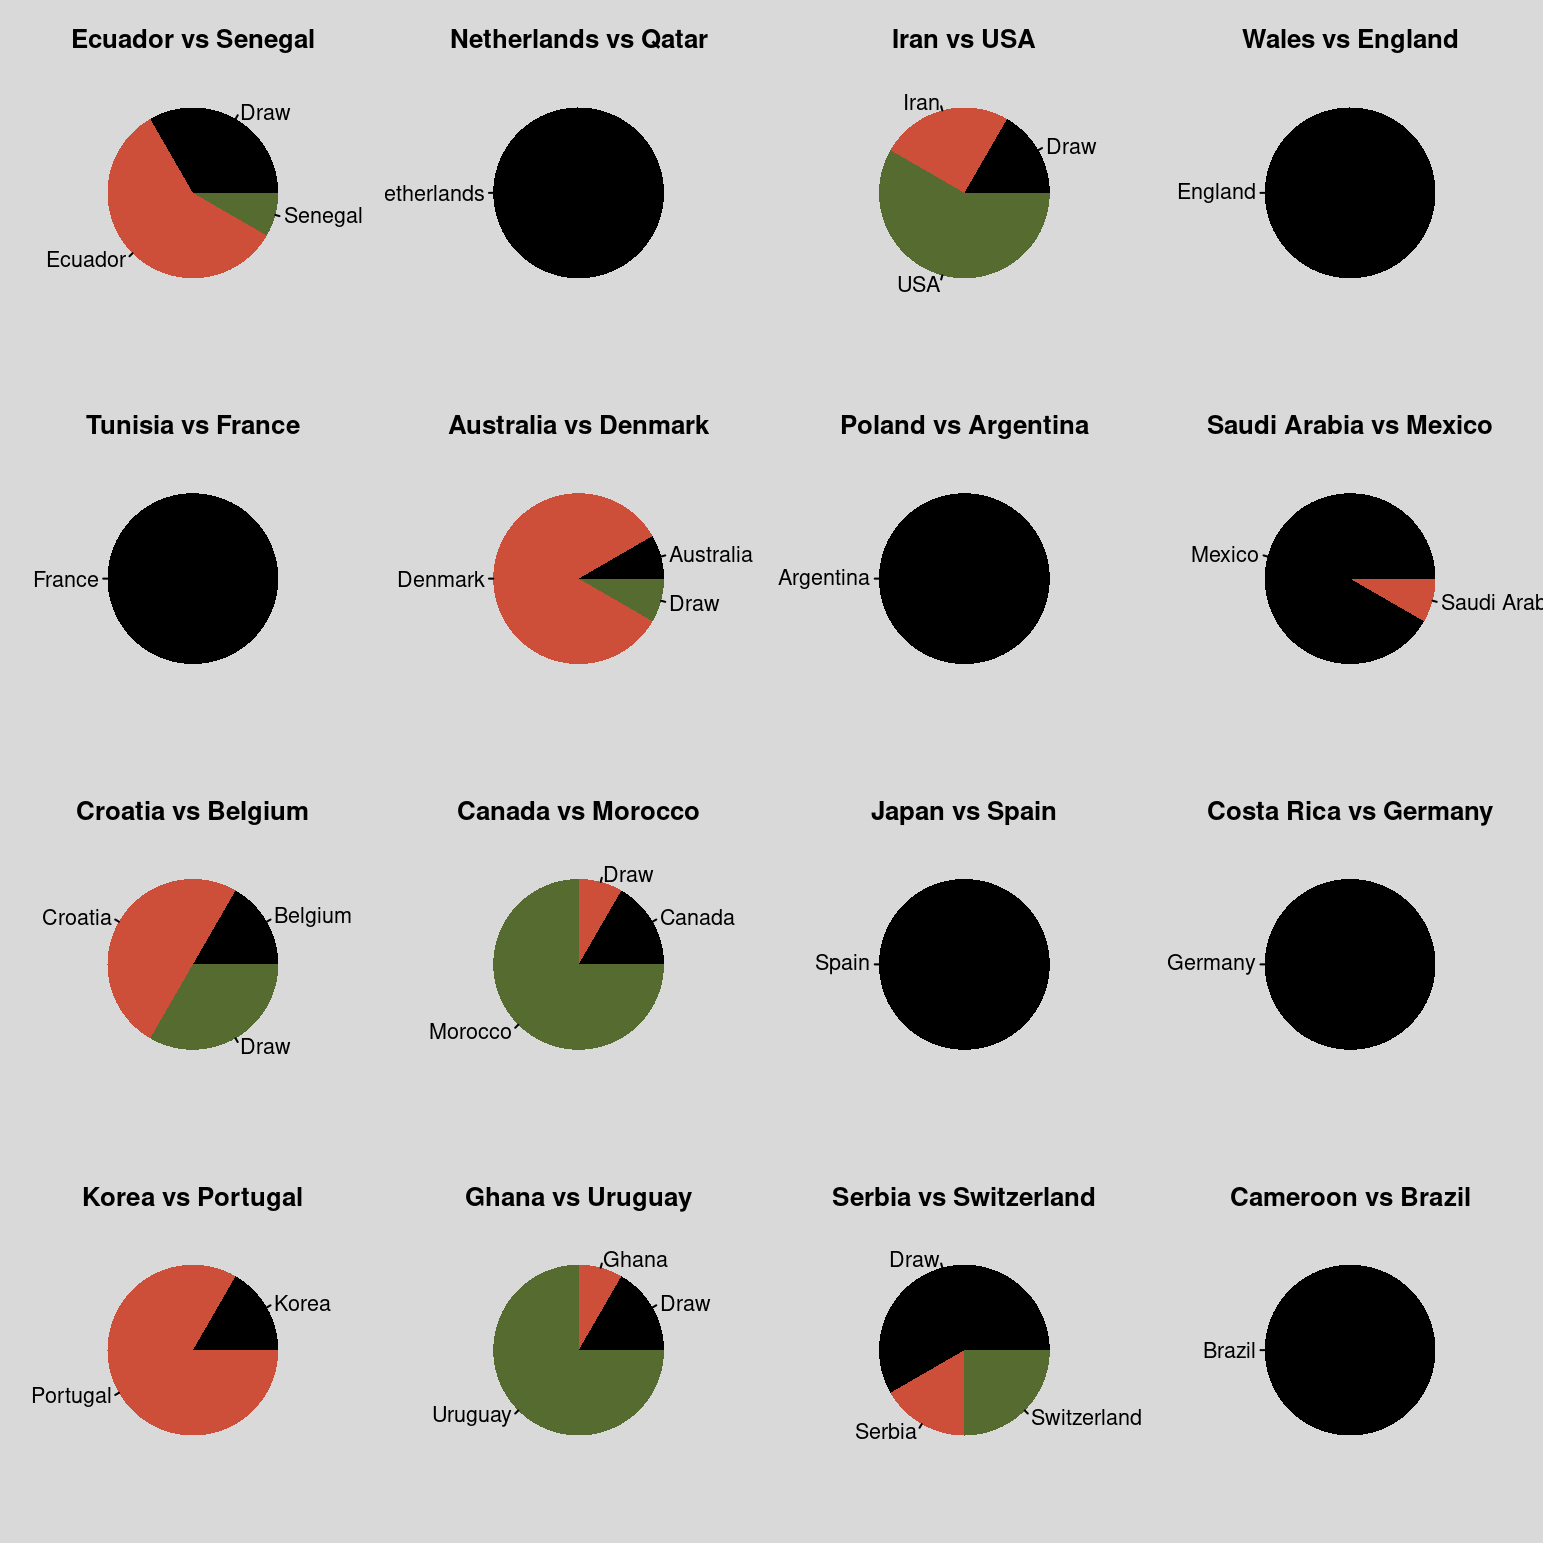 Ecuador vs Senegal
Draw
Senegal
Ecuador
Netherlands vs Qatar
etherlands
Iran vs USA
Iran
Draw
USA
Wales vs England
England
Tunisia vs France
France
Australia vs Denmark
Australia
Denmark
Draw
Poland vs Argentina
Argentina
Saudi Arabia vs Mexico
Mexico
Saudi Arab
Croatia vs Belgium
Croatia
Belgium
Draw
Canada vs Morocco
Draw
Canada
Morocco
Japan vs Spain
Spain
Costa Rica vs Germany
Germany
Korea vs Portugal
Korea
Portugal
Ghana vs Uruguay
Ghana
Draw
Uruguay
Serbia vs Switzerland
Draw
Serbia
Switzerland
Cameroon vs Brazil
Brazil